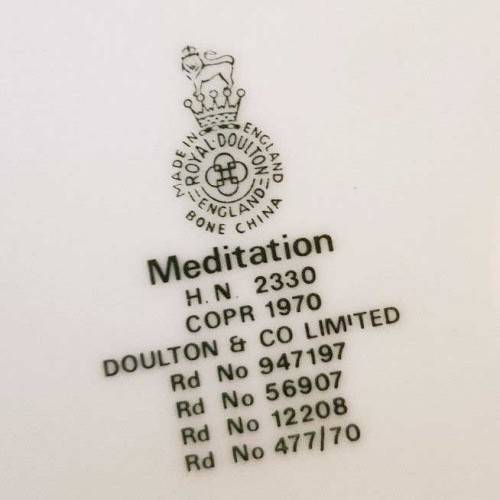 MADE IN ENGLAND
ROYAL·DOULTON
ENGLAND
BONE CHINA
Meditation
H.N. 2330
COPR 1970
DOULTON & CO LIMITED
Rd No 947197
Rd No 56907
Rd No 12208
Rd No 477/70